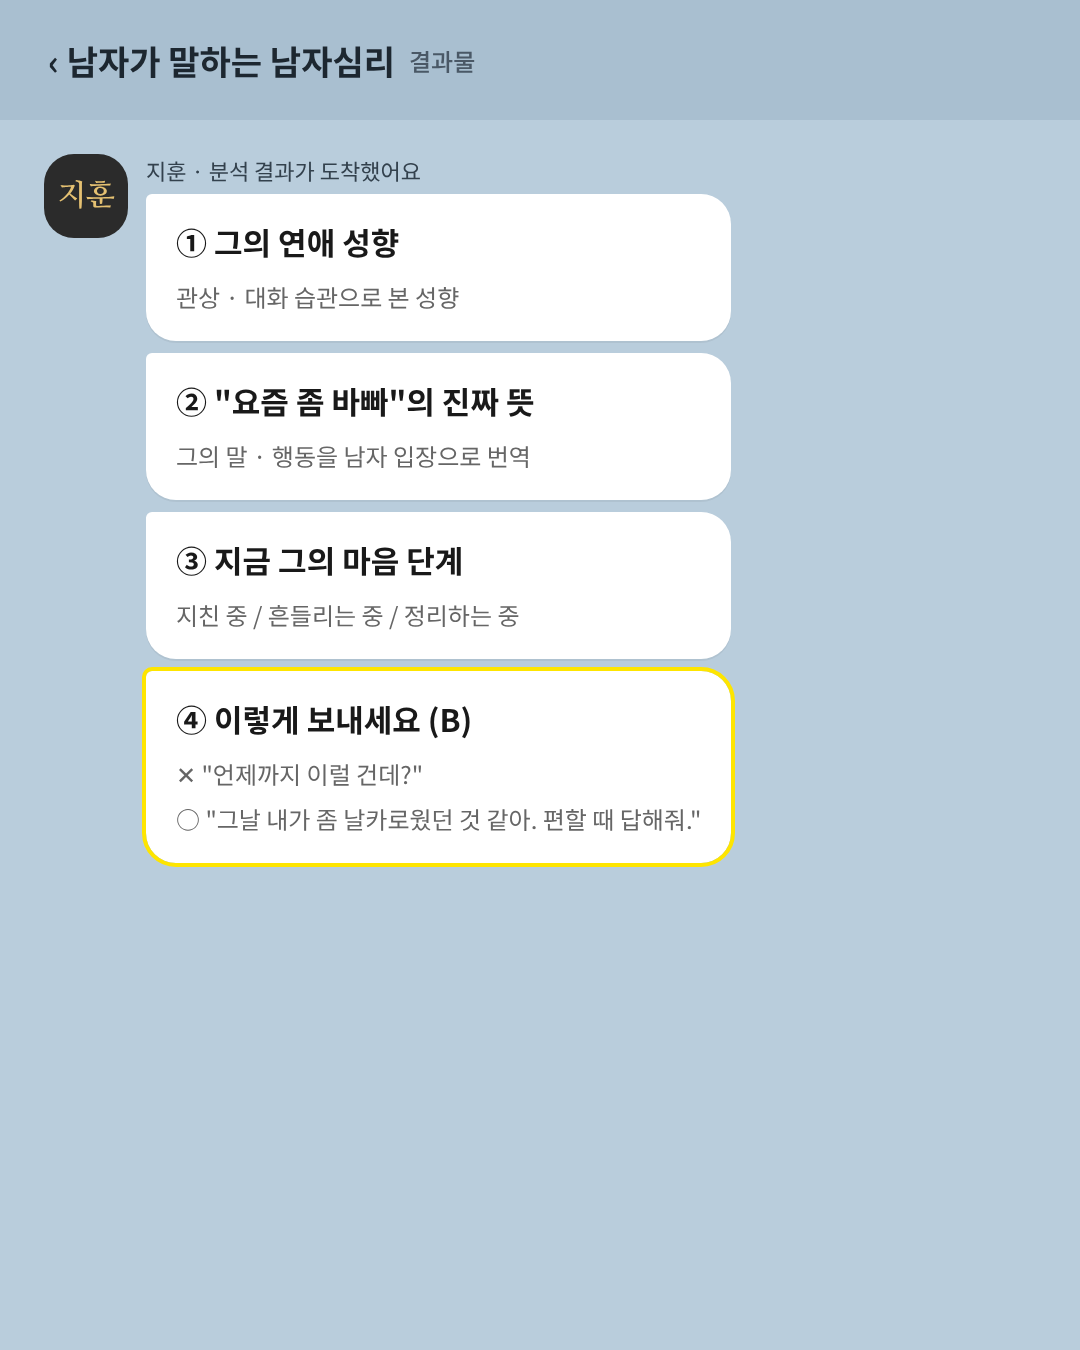 ‹ 남자가 말하는 남자심리 결과물
지훈
지훈 · 분석 결과가 도착했어요
① 그의 연애 성향
관상 · 대화 습관으로 본 성향
② "요즘 좀 바빠"의 진짜 뜻
그의 말 · 행동을 남자 입장으로 번역
③ 지금 그의 마음 단계
지친 중 / 흔들리는 중 / 정리하는 중
④ 이렇게 보내세요 (B)
✕ "언제까지 이럴 건데?"
○ "그날 내가 좀 날카로웠던 것 같아. 편할 때 답해줘."